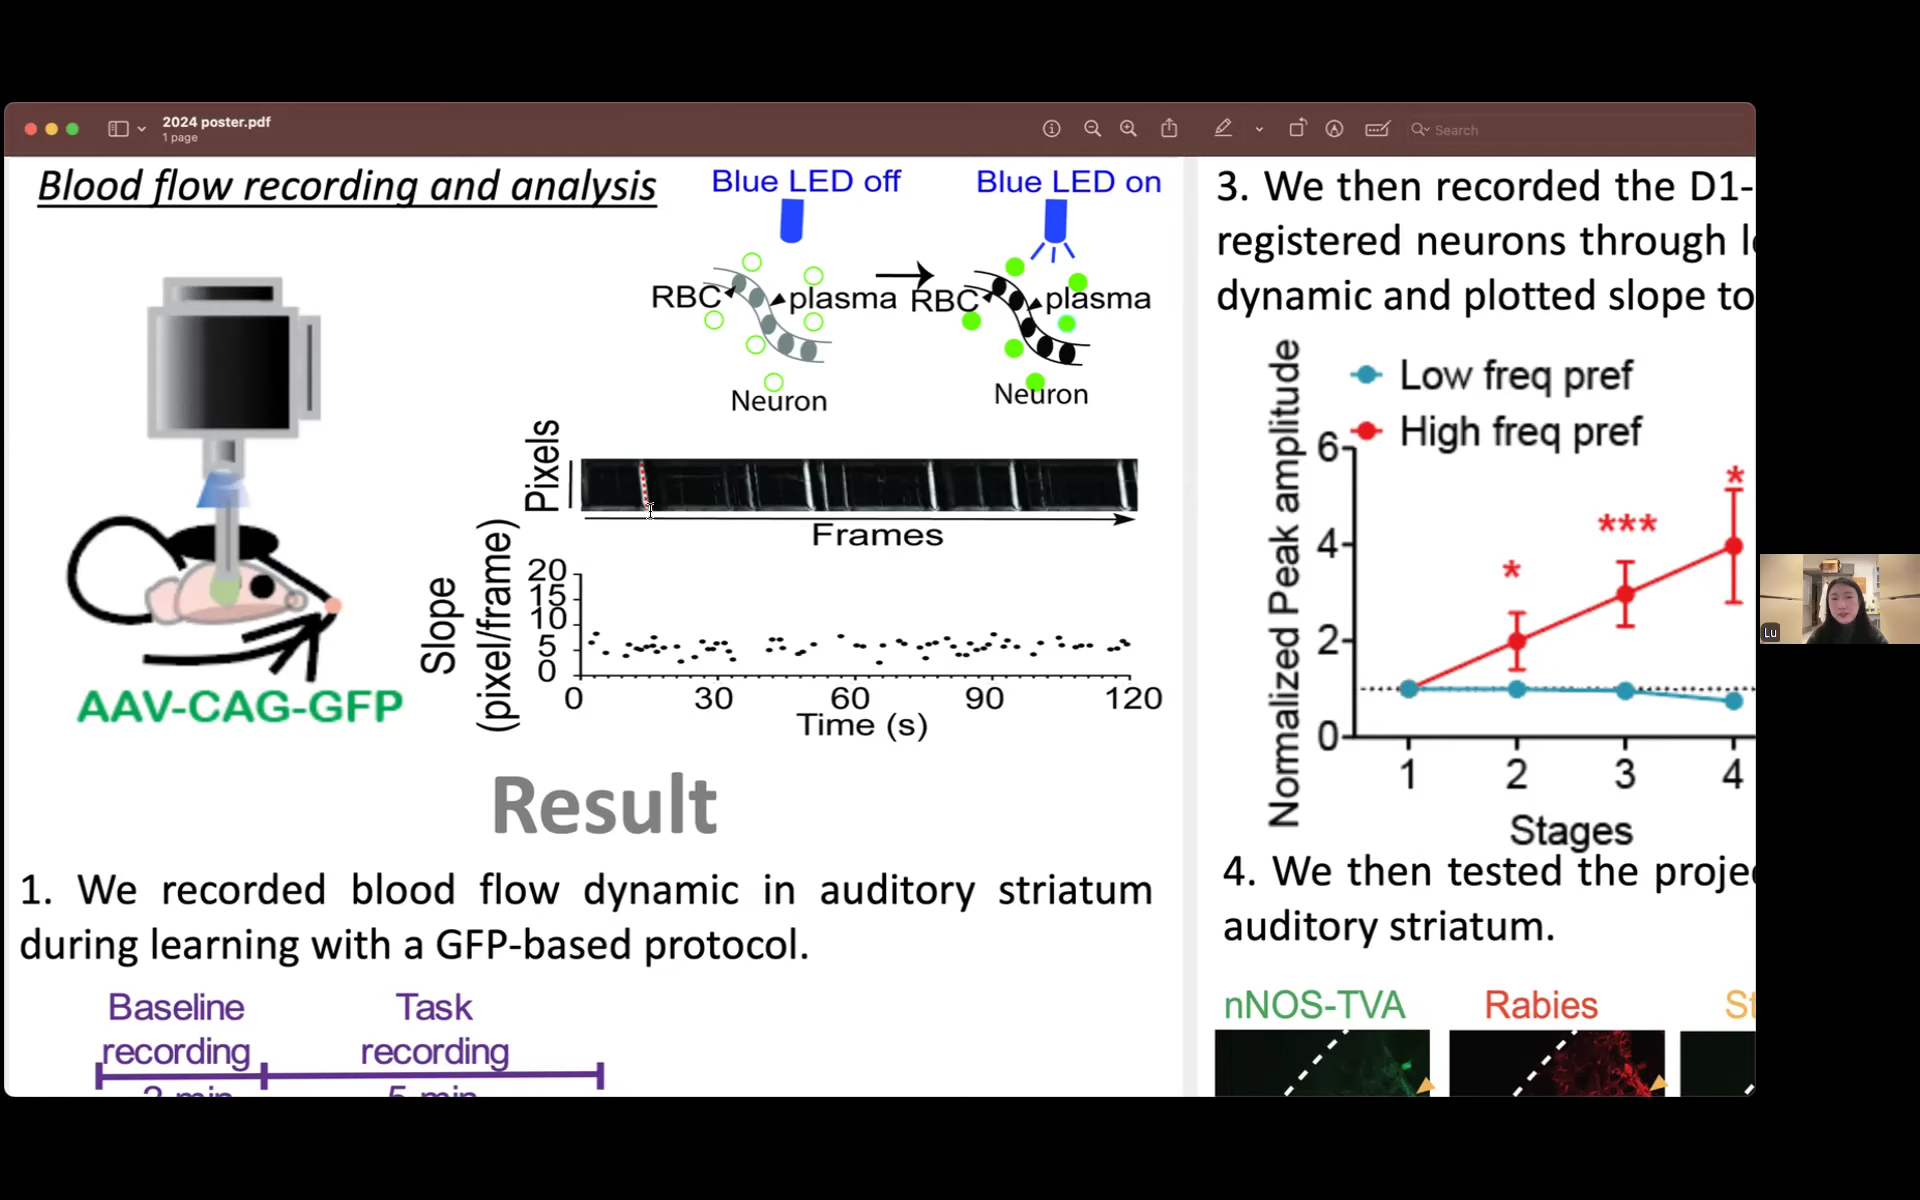 2024 poster.pdf
1 page
Search
Blood flow recording and analysis
Blue LED off
Blue LED on
RBC
plasma
RBC
plasma
Neuron
Neuron
Pixels
Frames
Slope
(pixel/frame)
20
15
10
5
0
0 30 60 90 120
Time (s)
AAV-CAG-GFP
Result
1. We recorded blood flow dynamic in auditory striatum
during learning with a GFP-based protocol.
Baseline
recording
Task
recording
2 min
5 min
3. We then recorded the D1-
registered neurons through l
dynamic and plotted slope to
Low freq pref
High freq pref
Normalized Peak amplitude
6
4
2
0
*
***
*
1 2 3 4
Stages
4. We then tested the proje
auditory striatum.
nNOS-TVA
Rabies
St
Lu